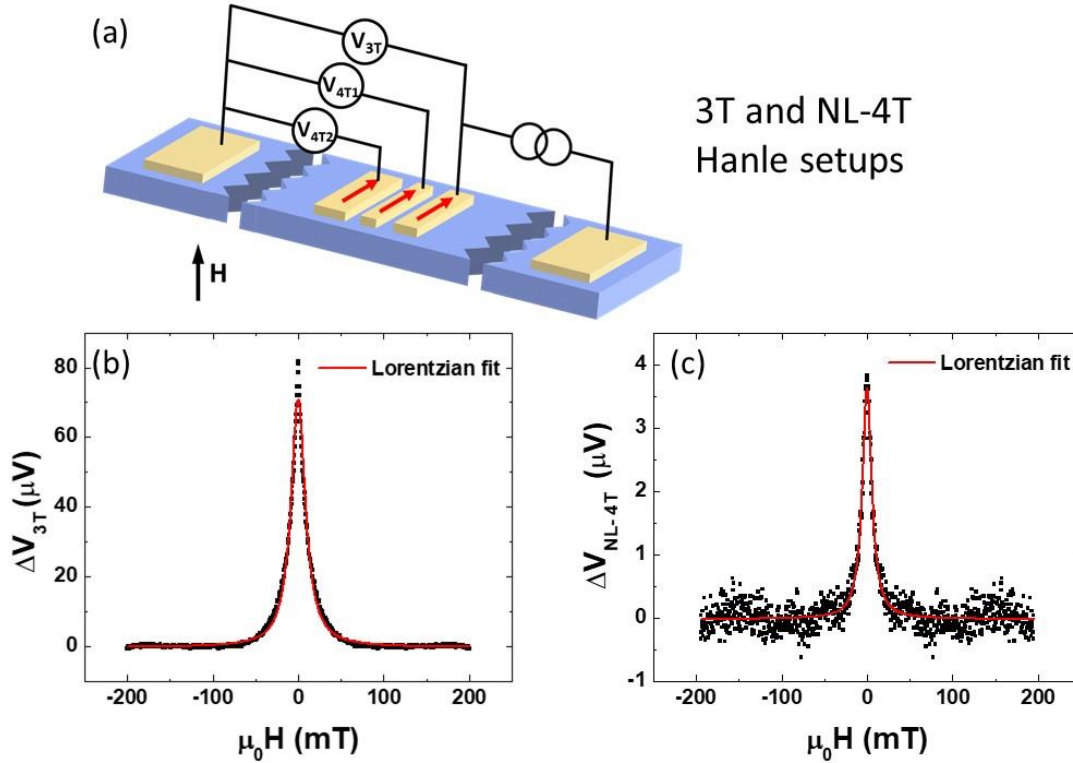 (a)
V3T
V4T1
V4T2
H
3T and NL-4T
Hanle setups
(b)
Lorentzian fit
ΔV3T (μV)
80
60
40
20
0
-200 -100 0 100 200
μ0H (mT)
(c)
Lorentzian fit
ΔVNL-4T (μV)
4
3
2
1
0
-1
-200 -100 0 100 200
μ0H (mT)